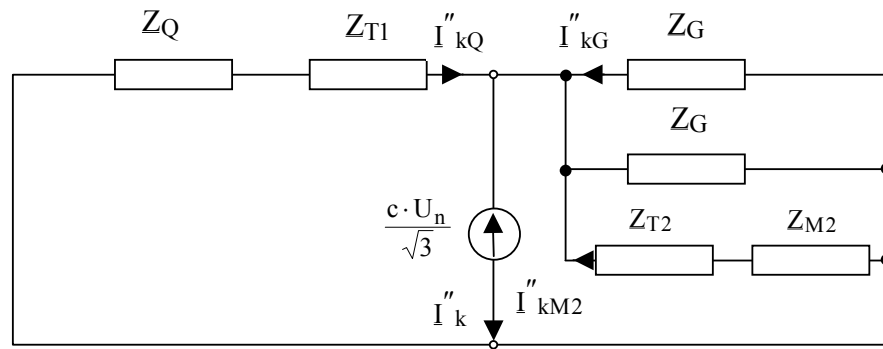 Z_Q
Z_T1
I″_kQ
I″_kG
Z_G
Z_G
Z_T2
Z_M2
c · U_n / √3
I″_k
I″_kM2